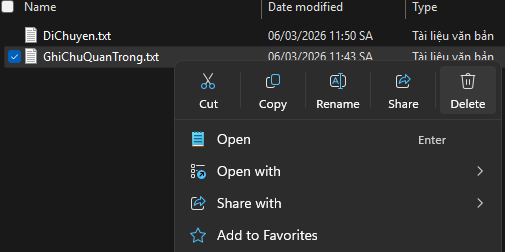 Name Date modified Type
DiChuyen.txt 06/03/2026 11:50 SA Tài liệu văn bản
GhiChuQuanTrong.txt 06/03/2026 11:43 SA Tài liệu văn bản
Cut Copy Rename Share Delete
Open Enter
Open with
Share with
Add to Favorites